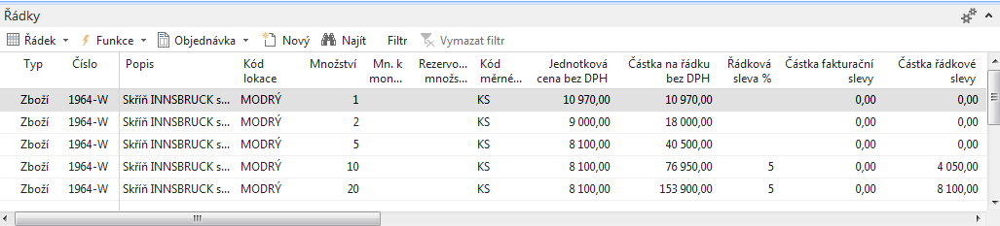 Řádky
Řádek Funkce Objednávka Nový Najít Filtr Vymazat filtr
Typ Číslo Popis Kód lokace Množství Mn. k mon... Rezervo... množs... Kód měrné... Jednotková cena bez DPH Částka na řádku bez DPH Řádková sleva % Částka fakturační slevy Částka řádkové slevy
Zboží 1964-W Skříň INNSBRUCK s... MODRÝ 1 KS 10 970,00 10 970,00 0,00 0,00
Zboží 1964-W Skříň INNSBRUCK s... MODRÝ 2 KS 9 000,00 18 000,00 0,00 0,00
Zboží 1964-W Skříň INNSBRUCK s... MODRÝ 5 KS 8 100,00 40 500,00 0,00 0,00
Zboží 1964-W Skříň INNSBRUCK s... MODRÝ 10 KS 8 100,00 76 950,00 5 0,00 4 050,00
Zboží 1964-W Skříň INNSBRUCK s... MODRÝ 20 KS 8 100,00 153 900,00 5 0,00 8 100,00